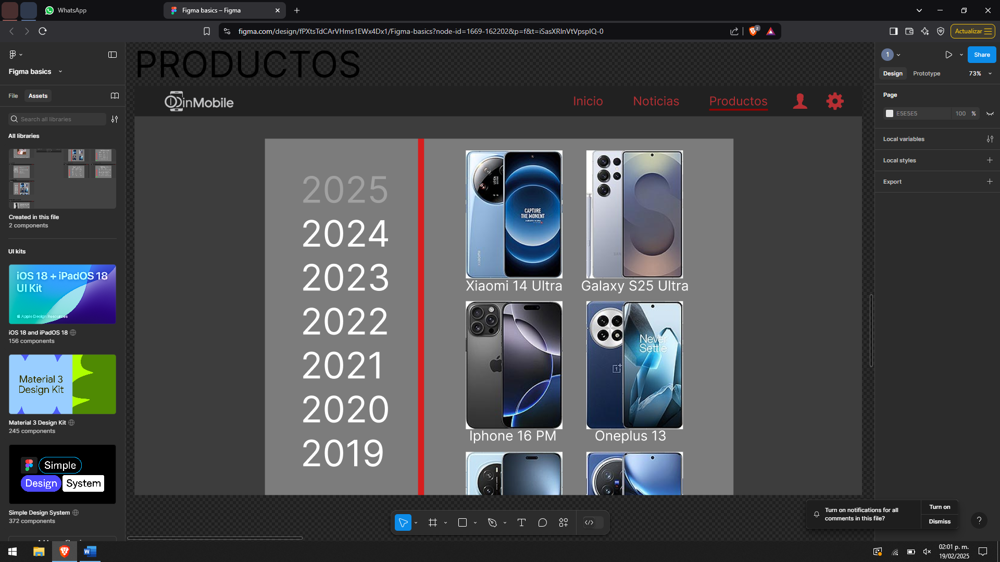 WhatsApp
Figma basics – Figma
figma.com/design/fPXtsTdCArVHms1EWx4Dx1/Figma-basics?node-id=1669-162202&p=f&t=iSasXRlnVtVpspIQ-0
2
Actualizar
Figma basics
File
Assets
Search all libraries
All libraries
Created in this file
2 components
UI kits
iOS 18 + iPadOS 18
UI Kit
Apple Design Resources
iOS 18 and iPadOS 18
156 components
Material 3
Design Kit
Material 3 Design Kit
245 components
Simple
Design System
Simple Design System
372 components
PRODUCTOS
inMobile
Inicio
Noticias
Productos
2025
2024
2023
2022
2021
2020
2019
LEICA
CAPTURE
THE MOMENT
xiaomi
Xiaomi 14 Ultra
Galaxy S25 Ultra
Never
Settle
1+
Iphone 16 PM
Oneplus 13
1
Share
Design
Prototype
73%
Page
E5E5E5
100 %
Local variables
Local styles
Export
Turn on notifications for all
comments in this file?
Turn on
Dismiss
?
02:01 p. m.
19/02/2025